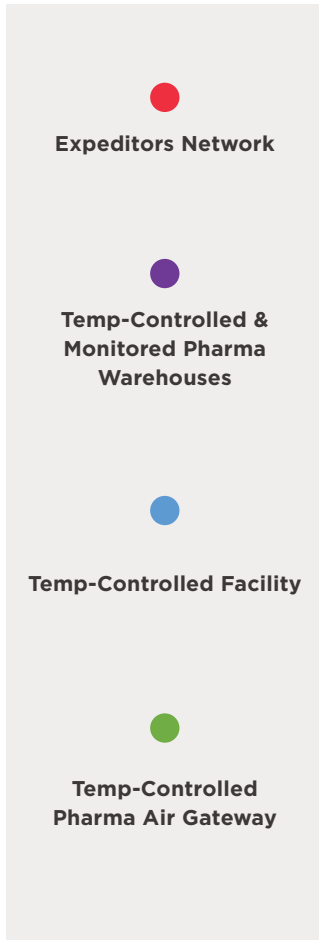 Expeditors Network
Temp-Controlled &
Monitored Pharma
Warehouses
Temp-Controlled Facility
Temp-Controlled
Pharma Air Gateway